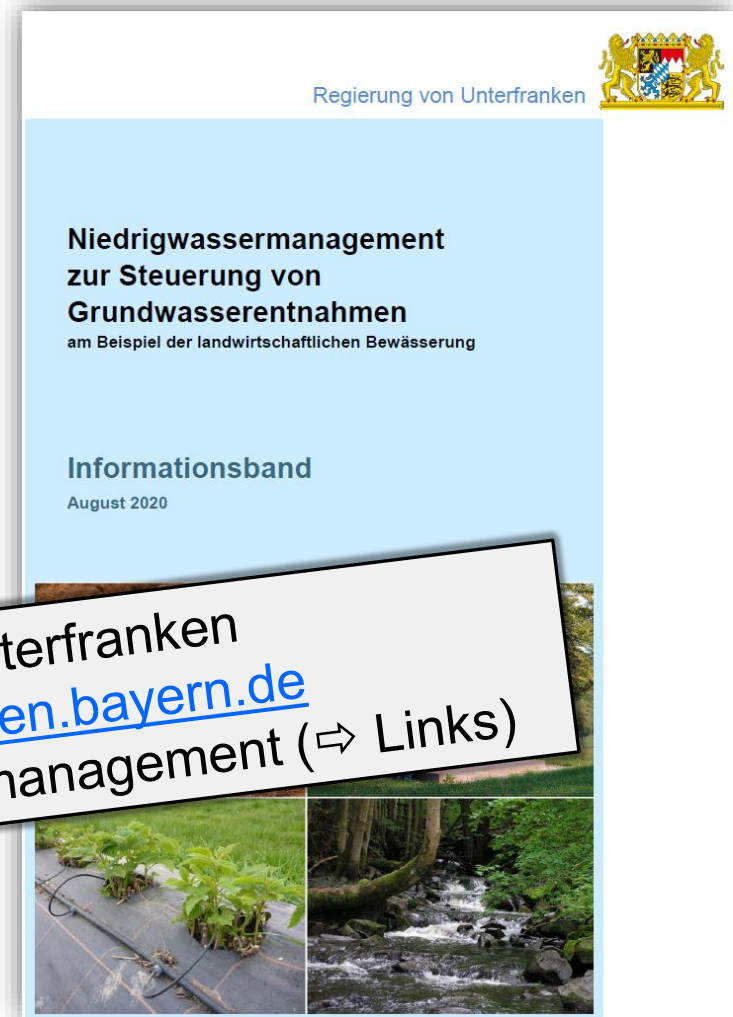 Regierung von Unterfranken
Niedrigwassermanagement
zur Steuerung von
Grundwasserentnahmen
am Beispiel der landwirtschaftlichen Bewässerung
Informationsband
August 2020
terfranken
en.bayern.de
management (⇨ Links)